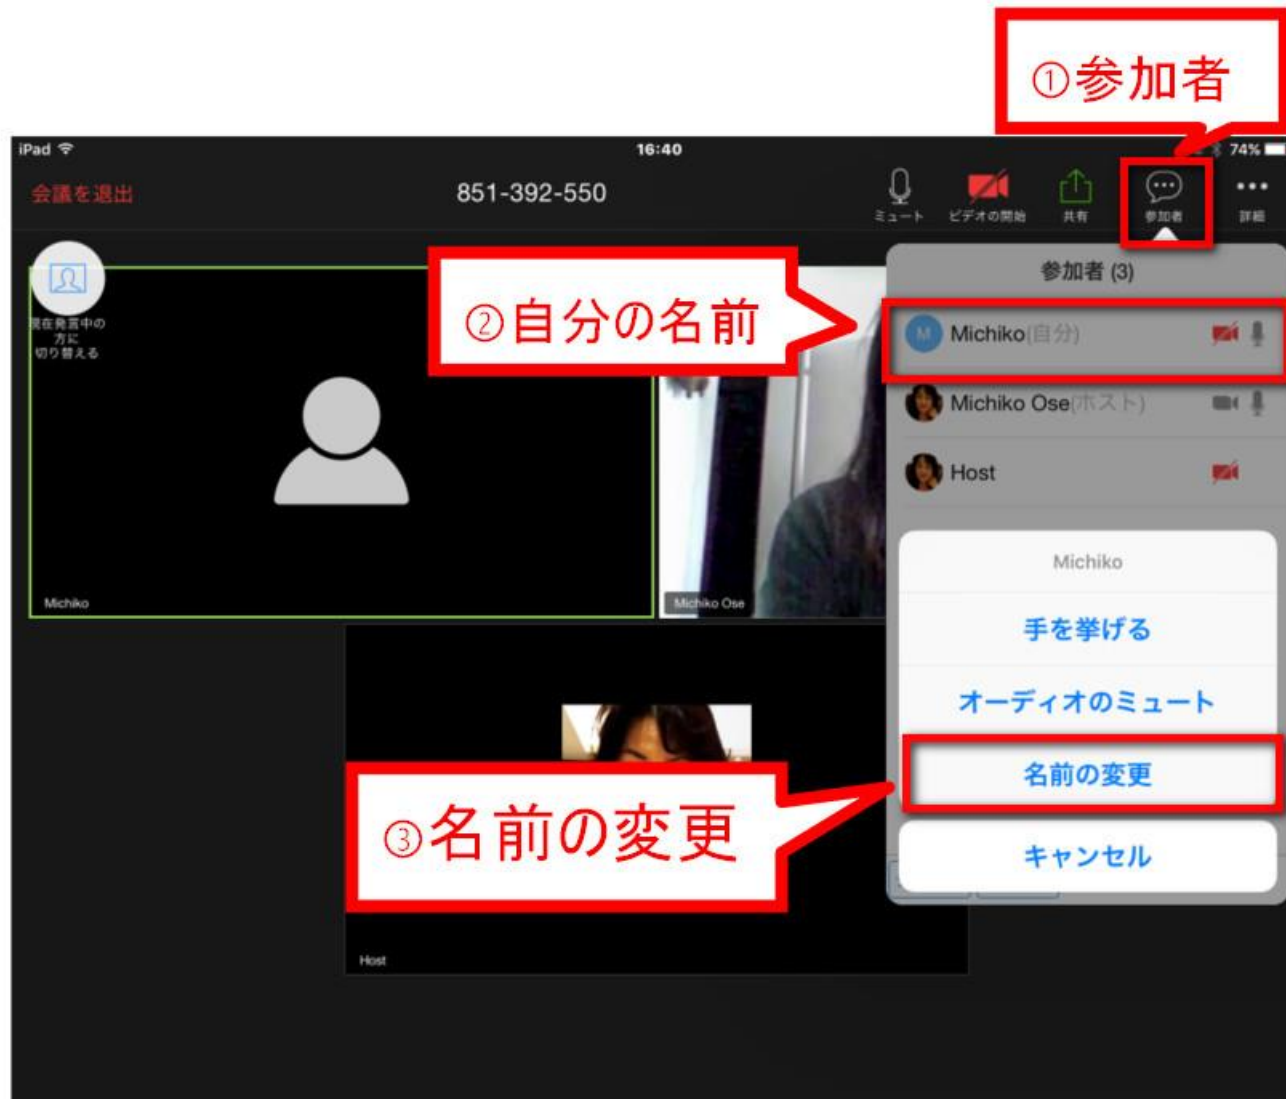 ①参加者
iPad
16:40
74%
会議を退出
851-392-550
ミュート
ビデオの開始
共有
参加者
詳細
現在発言中の
方に
切り替える
②自分の名前
参加者 (3)
M
Michiko(自分)
Michiko Ose(ホスト)
Host
Michiko
Michiko Ose
Michiko
手を挙げる
オーディオのミュート
名前の変更
キャンセル
③名前の変更
Host